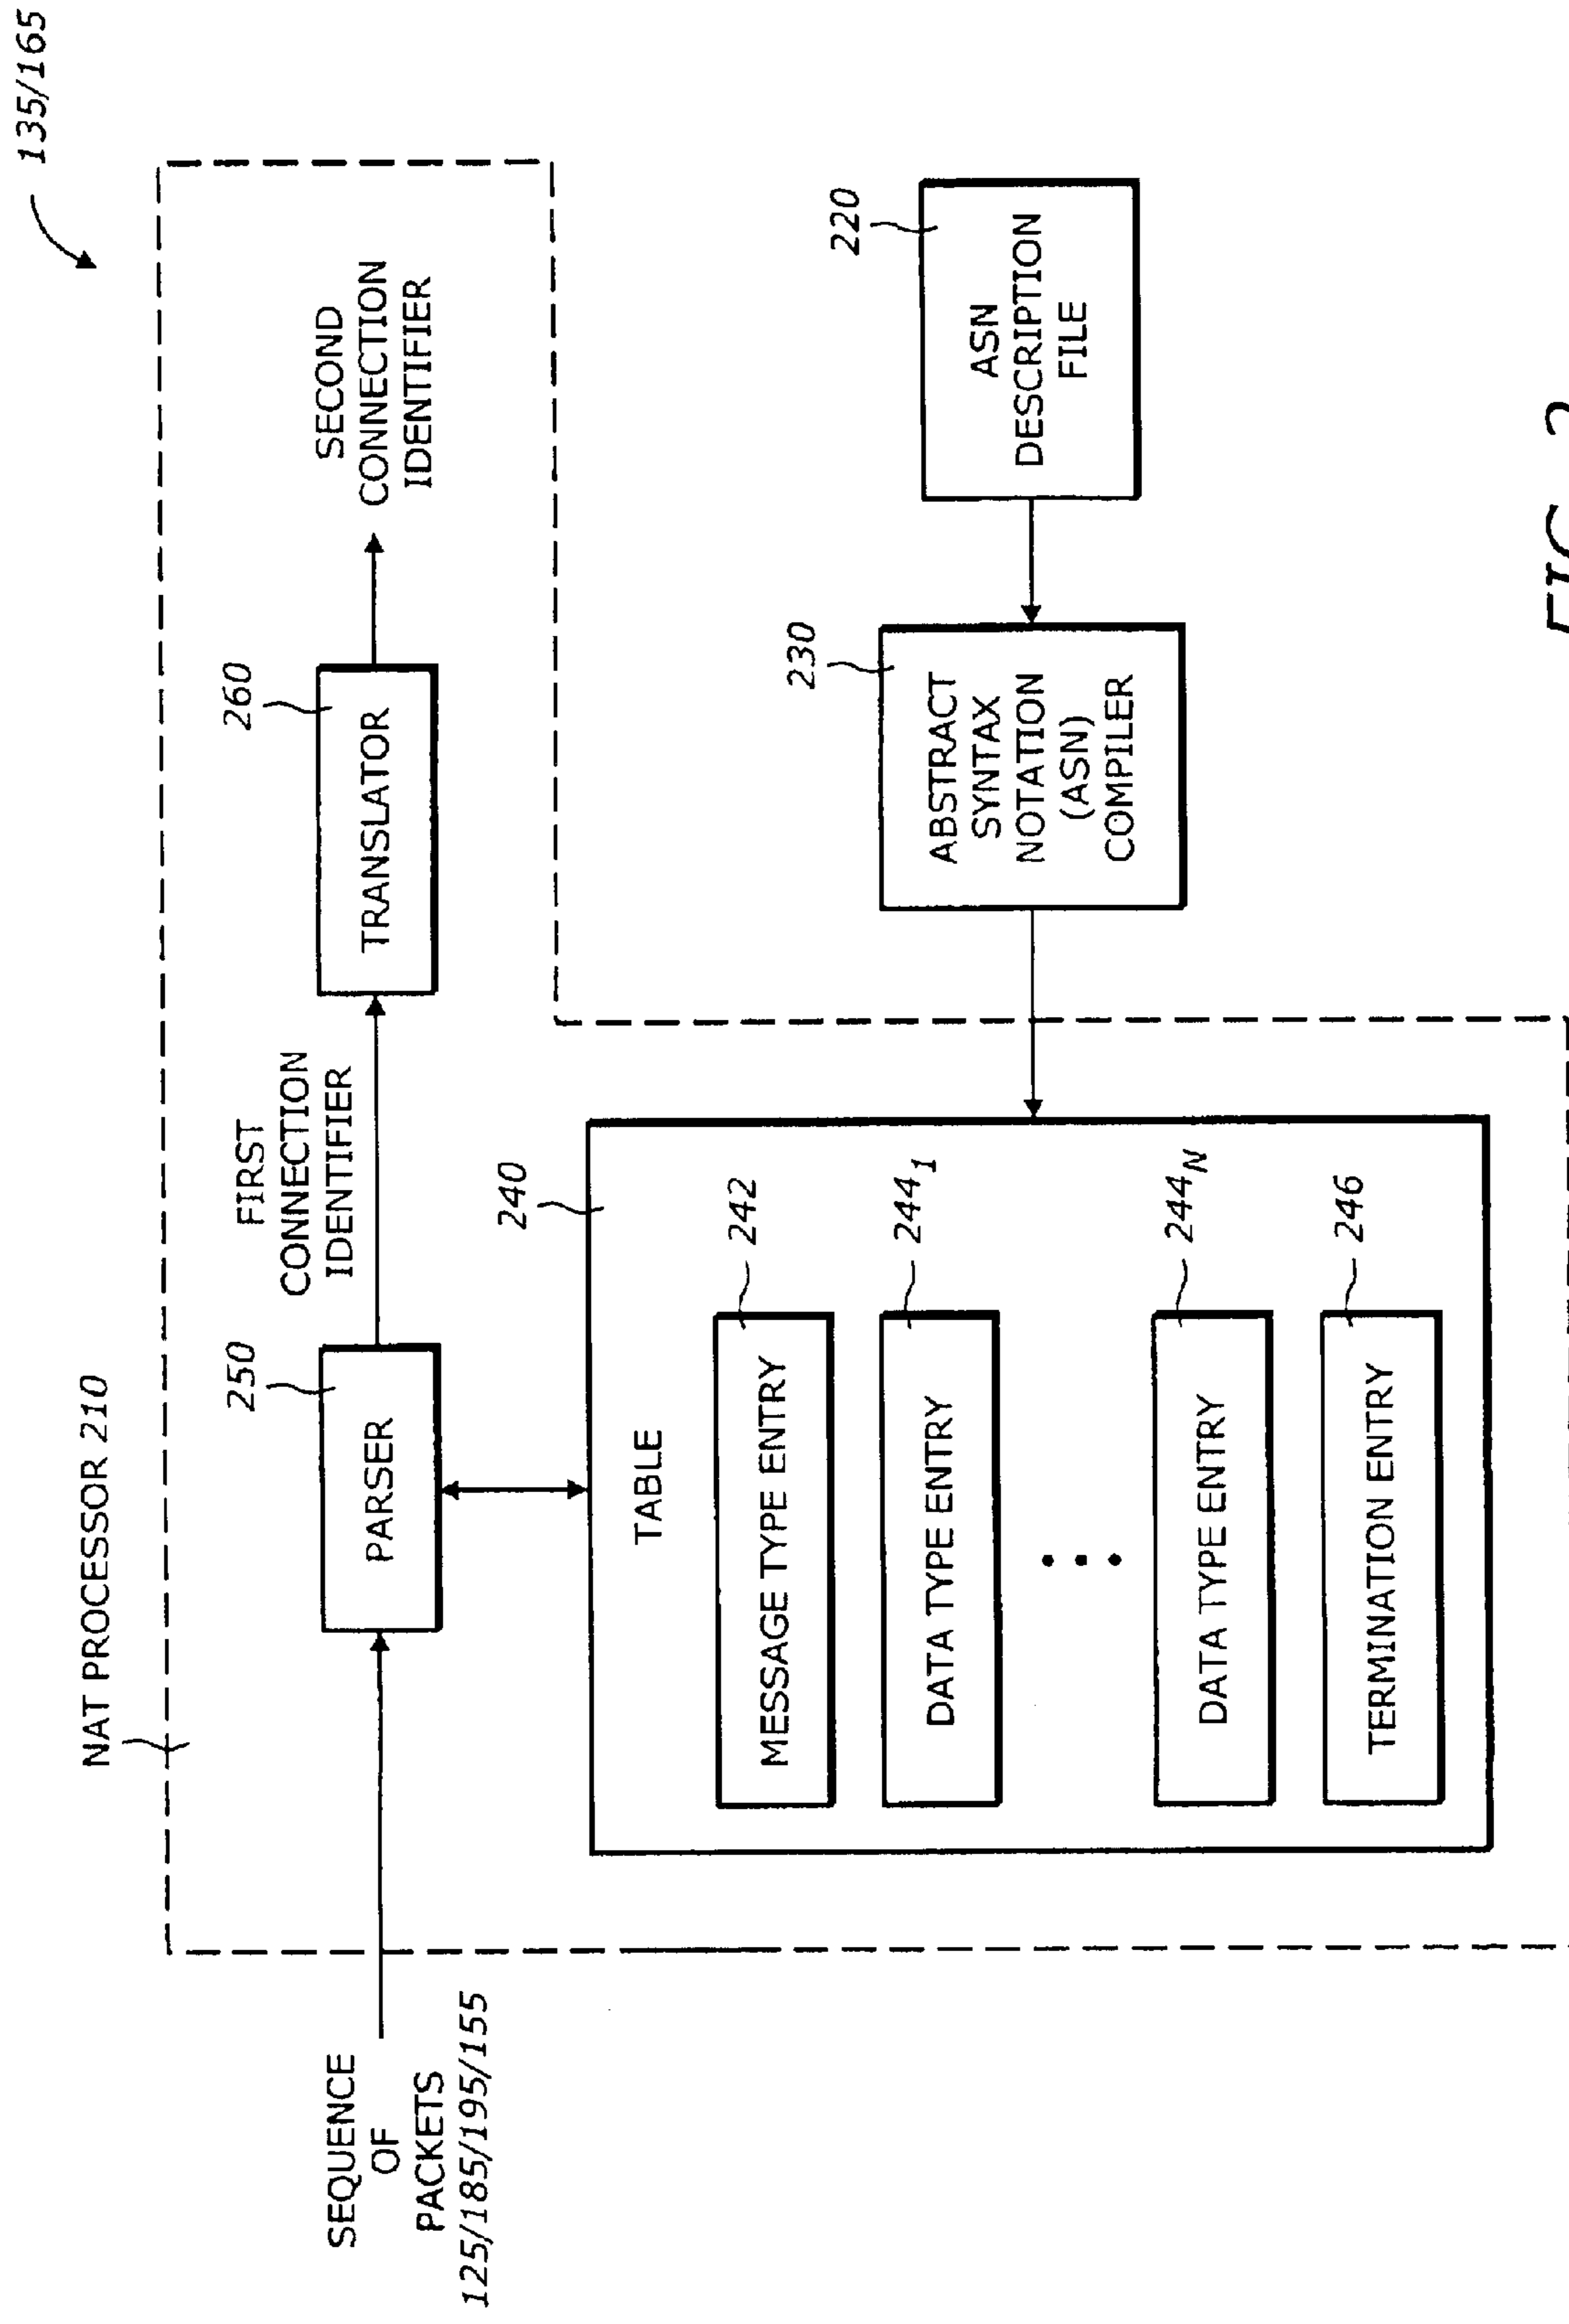 135/165
NAT PROCESSOR 210
SEQUENCE
OF
PACKETS
125/185/195/155
250
PARSER
FIRST
CONNECTION
IDENTIFIER
260
TRANSLATOR
SECOND
CONNECTION
IDENTIFIER
240
TABLE
242
MESSAGE TYPE ENTRY
244₁
DATA TYPE ENTRY
244N
DATA TYPE ENTRY
246
TERMINATION ENTRY
230
ABSTRACT
SYNTAX
NOTATION
(ASN)
COMPILER
220
ASN
DESCRIPTION
FILE